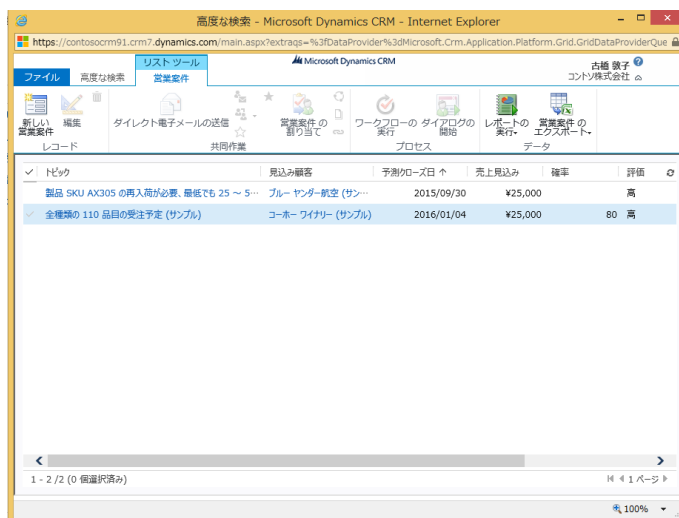 高度な検索 - Microsoft Dynamics CRM - Internet Explorer
https://contosocrm91.crm7.dynamics.com/main.aspx?extraqs=%3fDataProvider%3dMicrosoft.Crm.Application.Platform.Grid.GridDataProviderQue
リスト ツール
Microsoft Dynamics CRM
古橋 敦子
ファイル
高度な検索
営業案件
コントソ株式会社
新しい
営業案件
編集
ダイレクト電子メールの送信
営業案件 の
割り当て
ワークフローの
実行
ダイアログの
開始
レポートの
実行
営業案件 の
エクスポート
レコード
共同作業
プロセス
データ
トピック
見込み顧客
予測クローズ日
売上見込み
確率
評価
製品 SKU AX305 の再入荷が必要、最低でも 25 ～ 5… ブルー ヤンダー航空 (サン… 2015/09/30 ¥25,000 高
全種類の 110 品目の受注予定 (サンプル) コーホー ワイナリー (サンプル) 2016/01/04 ¥25,000 80 高
1 - 2 /2 (0 個選択済み)
1 ページ
100%